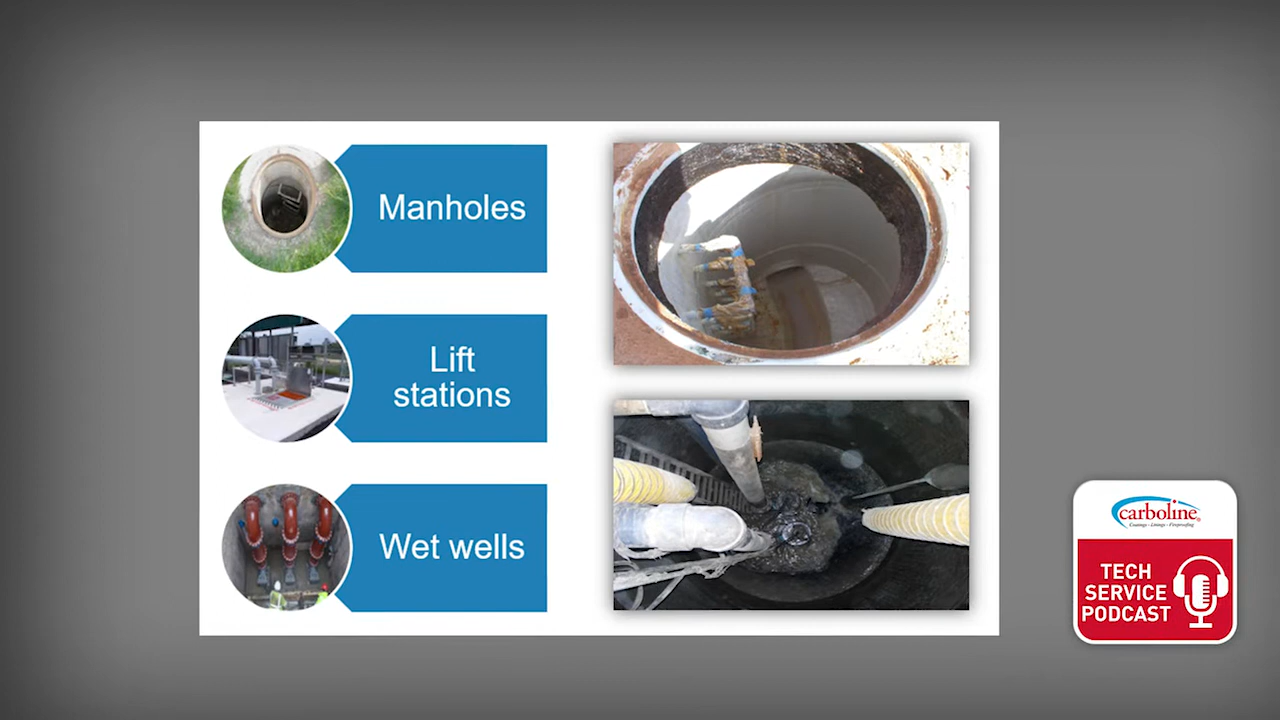 Manholes
Lift
stations
Wet wells
carboline
Coatings - Linings - Fireproofing
TECH
SERVICE
PODCAST